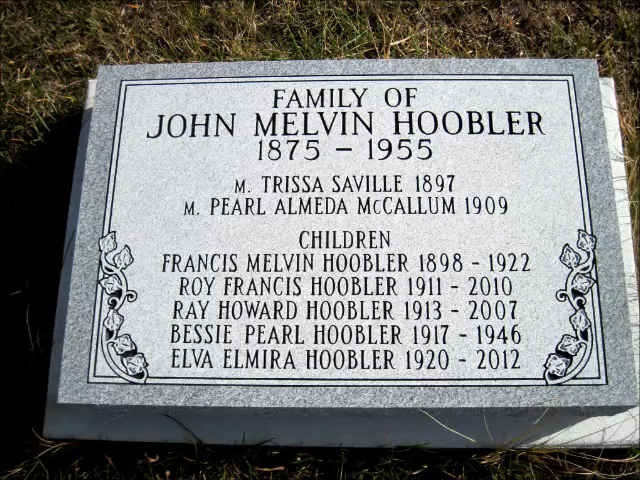 FAMILY OF
JOHN MELVIN HOOBLER
1875 - 1955
M. TRISSA SAVILLE 1897
M. PEARL ALMEDA McCALLUM 1909
CHILDREN
FRANCIS MELVIN HOOBLER 1898 - 1922
ROY FRANCIS HOOBLER 1911 - 2010
RAY HOWARD HOOBLER 1913 - 2007
BESSIE PEARL HOOBLER 1917 - 1946
ELVA ELMIRA HOOBLER 1920 - 2012